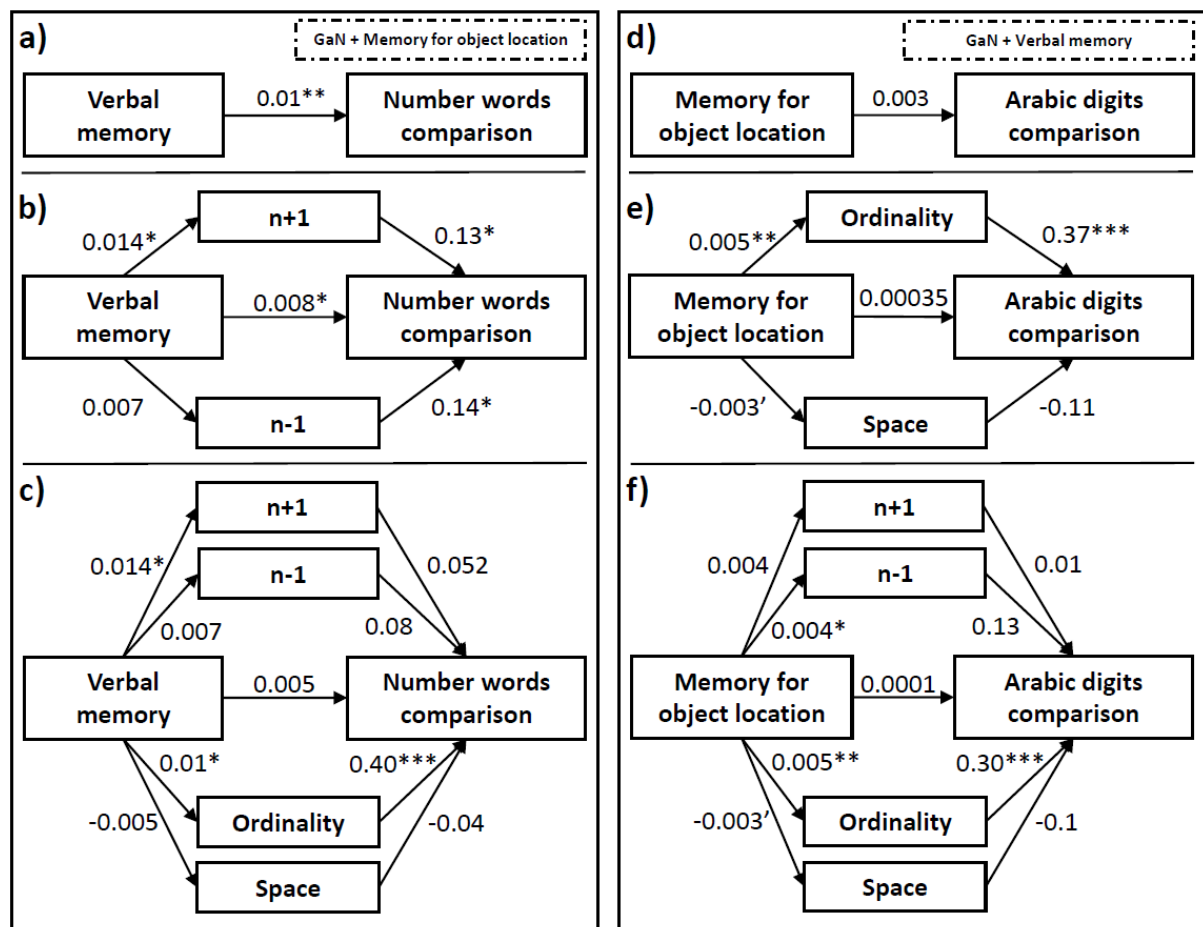 a)
GaN + Memory for object location
Verbal
memory
0.01**
Number words
comparison
b)
n+1
0.014*
0.13*
Verbal
memory
0.008*
Number words
comparison
0.007
0.14*
n-1
c)
n+1
0.014*
n-1
0.052
0.007
0.08
Verbal
memory
0.005
Number words
comparison
0.01*
0.40***
-0.005
Ordinality
-0.04
Space
d)
GaN + Verbal memory
Memory for
object location
0.003
Arabic digits
comparison
e)
Ordinality
0.005**
0.37***
Memory for
object location
0.00035
Arabic digits
comparison
-0.003’
-0.11
Space
f)
n+1
0.004
n-1
0.01
0.004*
0.13
Memory for
object location
0.0001
Arabic digits
comparison
0.005**
0.30***
-0.003’
Ordinality
-0.1
Space